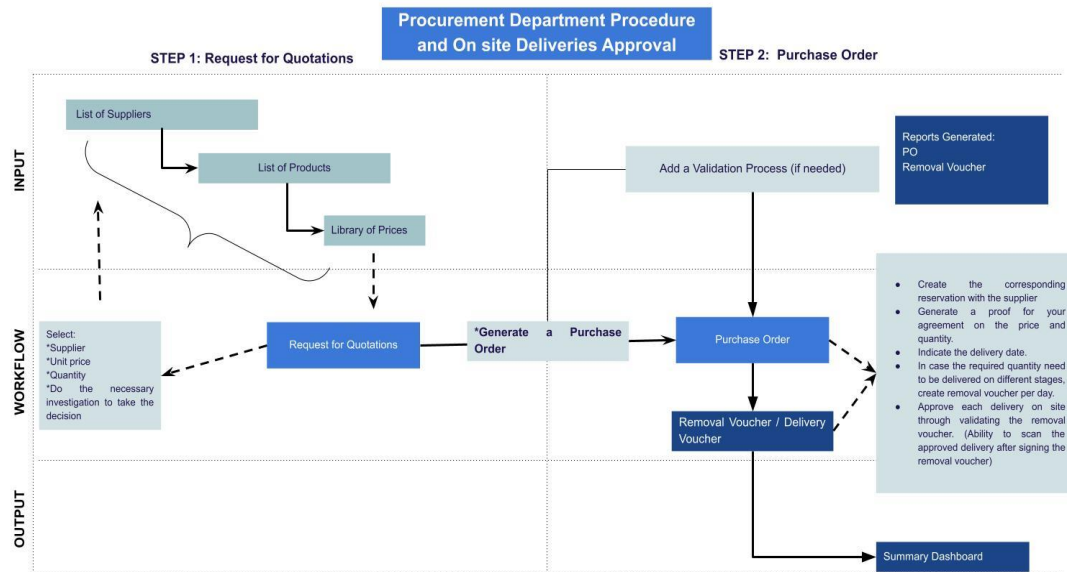 Procurement Department Procedure
and On site Deliveries Approval
STEP 1: Request for Quotations
STEP 2: Purchase Order
INPUT
List of Suppliers
List of Products
Library of Prices
Add a Validation Process (if needed)
Reports Generated:
PO
Removal Voucher
WORKFLOW
Select:
*Supplier
*Unit price
*Quantity
*Do the necessary
investigation to take the
decision
Request for Quotations
*Generate a Purchase
Order
Purchase Order
Removal Voucher / Delivery
Voucher
● Create the corresponding
reservation with the supplier
● Generate a proof for your
agreement on the price and
quantity.
● Indicate the delivery date.
● In case the required quantity need
to be delivered on different stages,
create removal voucher per day.
● Approve each delivery on site
through validating the removal
voucher. (Ability to scan the
approved delivery after signing the
removal voucher)
OUTPUT
Summary Dashboard